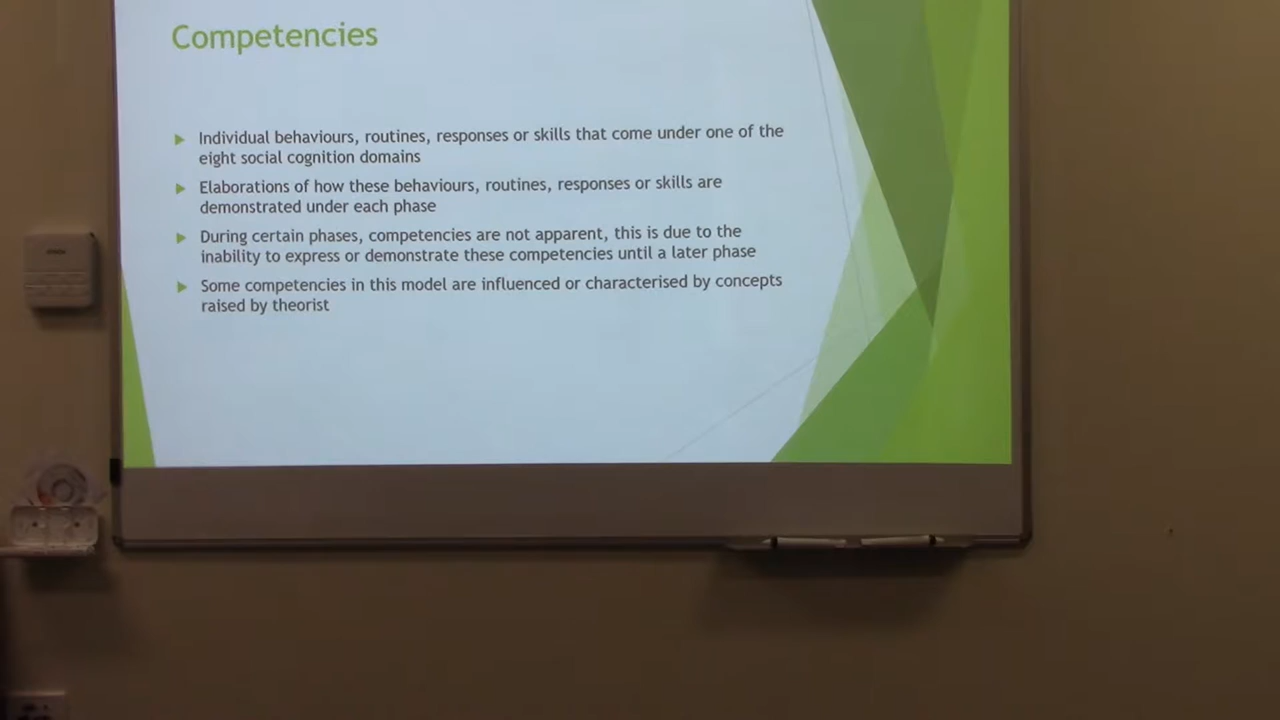 Competencies
Individual behaviours, routines, responses or skills that come under one of the
eight social cognition domains
Elaborations of how these behaviours, routines, responses or skills are
demonstrated under each phase
During certain phases, competencies are not apparent, this is due to the
inability to express or demonstrate these competencies until a later phase
Some competencies in this model are influenced or characterised by concepts
raised by theorist